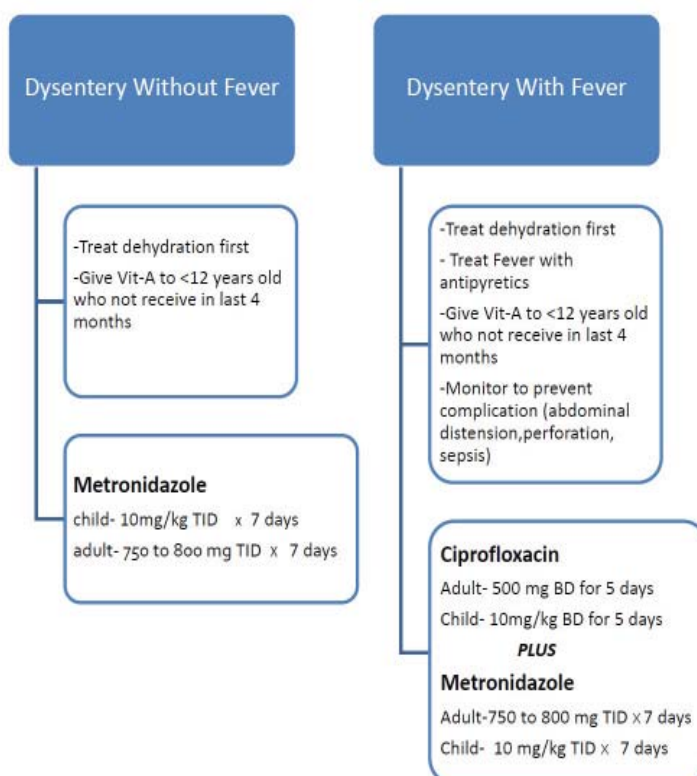 Dysentery Without Fever
-Treat dehydration first
-Give Vit-A to <12 years old
who not receive in last 4
months
Metronidazole
child- 10mg/kg TID x 7 days
adult- 750 to 800 mg TID x 7 days
Dysentery With Fever
-Treat dehydration first
- Treat Fever with
antipyretics
-Give Vit-A to <12 years old
who not receive in last 4
months
-Monitor to prevent
complication (abdominal
distension,perforation,
sepsis)
Ciprofloxacin
Adult- 500 mg BD for 5 days
Child- 10mg/kg BD for 5 days
PLUS
Metronidazole
Adult-750 to 800 mg TID x 7 days
Child- 10 mg/kg TID x 7 days